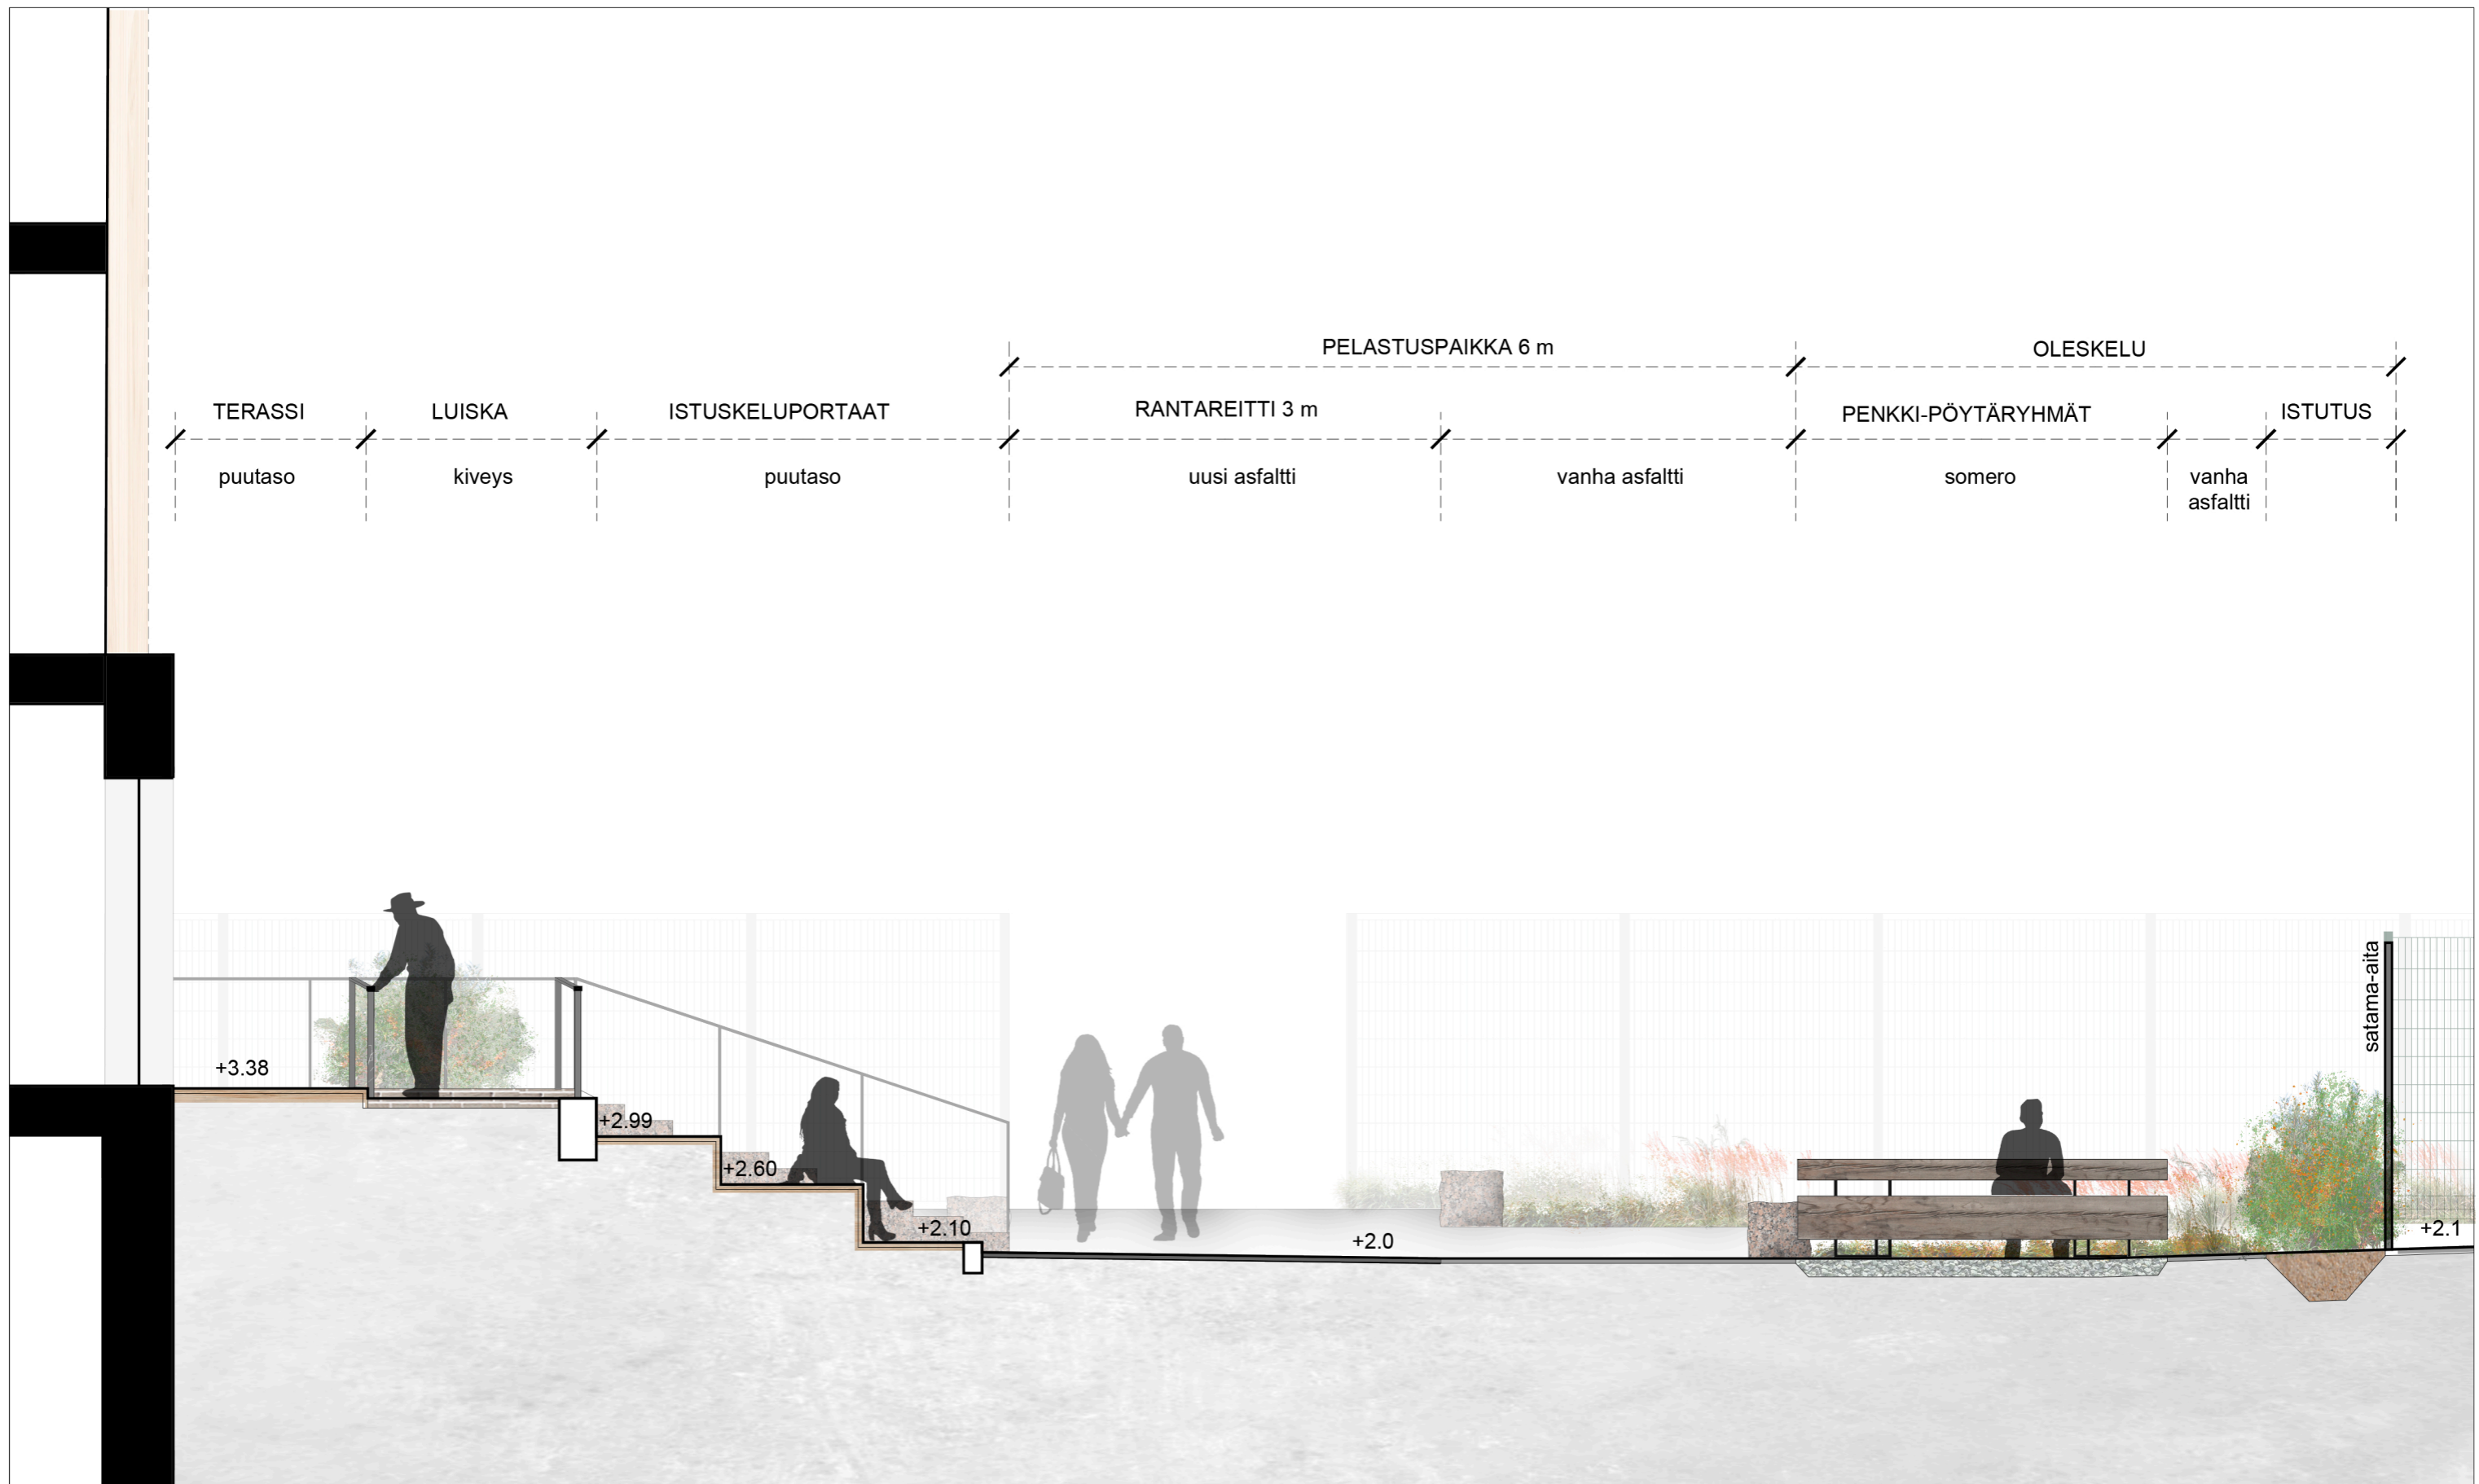 PELASTUSPAIKKA 6 m
OLESKELU
TERASSI
LUISKA
ISTUSKELUPORTAAT
RANTAREITTI 3 m
PENKKI-PÖYTÄRYHMÄT
ISTUTUS
puutaso
kiveys
puutaso
uusi asfaltti
vanha asfaltti
somero
vanha
asfaltti
satama-aita
+3.38
+2.99
+2.60
+2.10
+2.0
+2.1